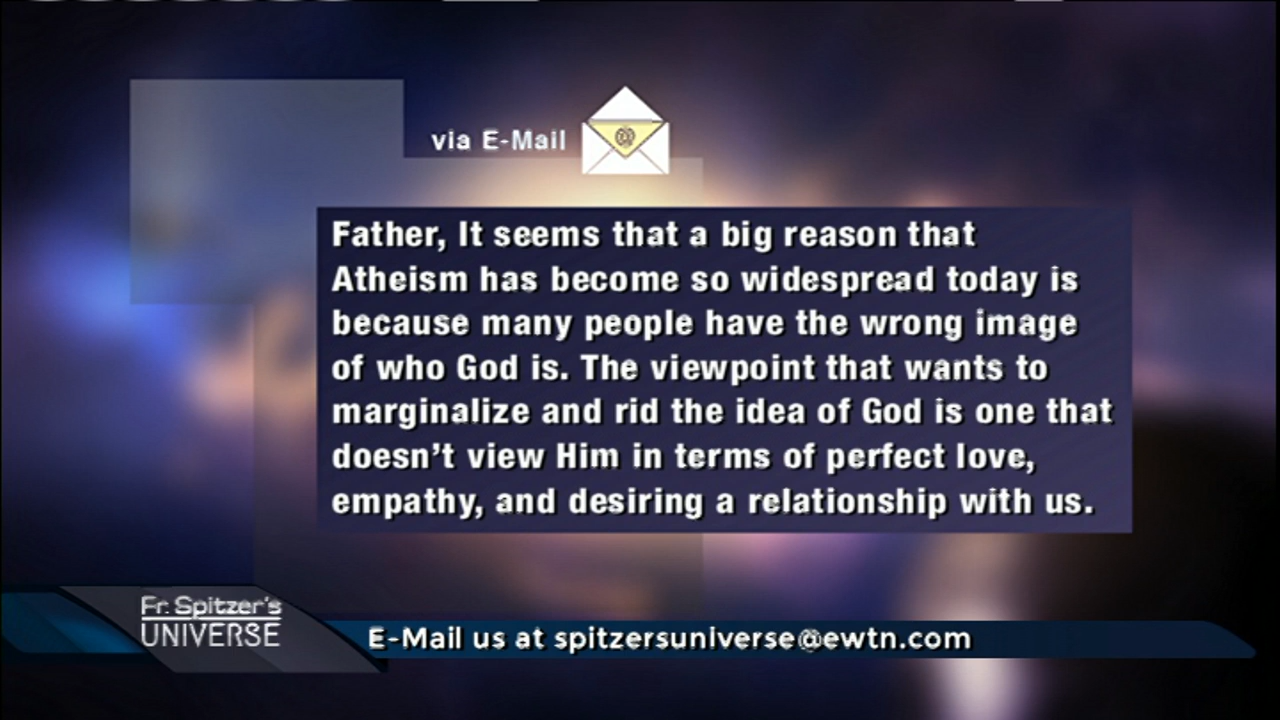 via E-Mail
@
Father, It seems that a big reason that
Atheism has become so widespread today is
because many people have the wrong image
of who God is. The viewpoint that wants to
marginalize and rid the idea of God is one that
doesn't view Him in terms of perfect love,
empathy, and desiring a relationship with us.
Fr. Spitzer's
UNIVERSE
E-Mail us at spitzersuniverse@ewtn.com